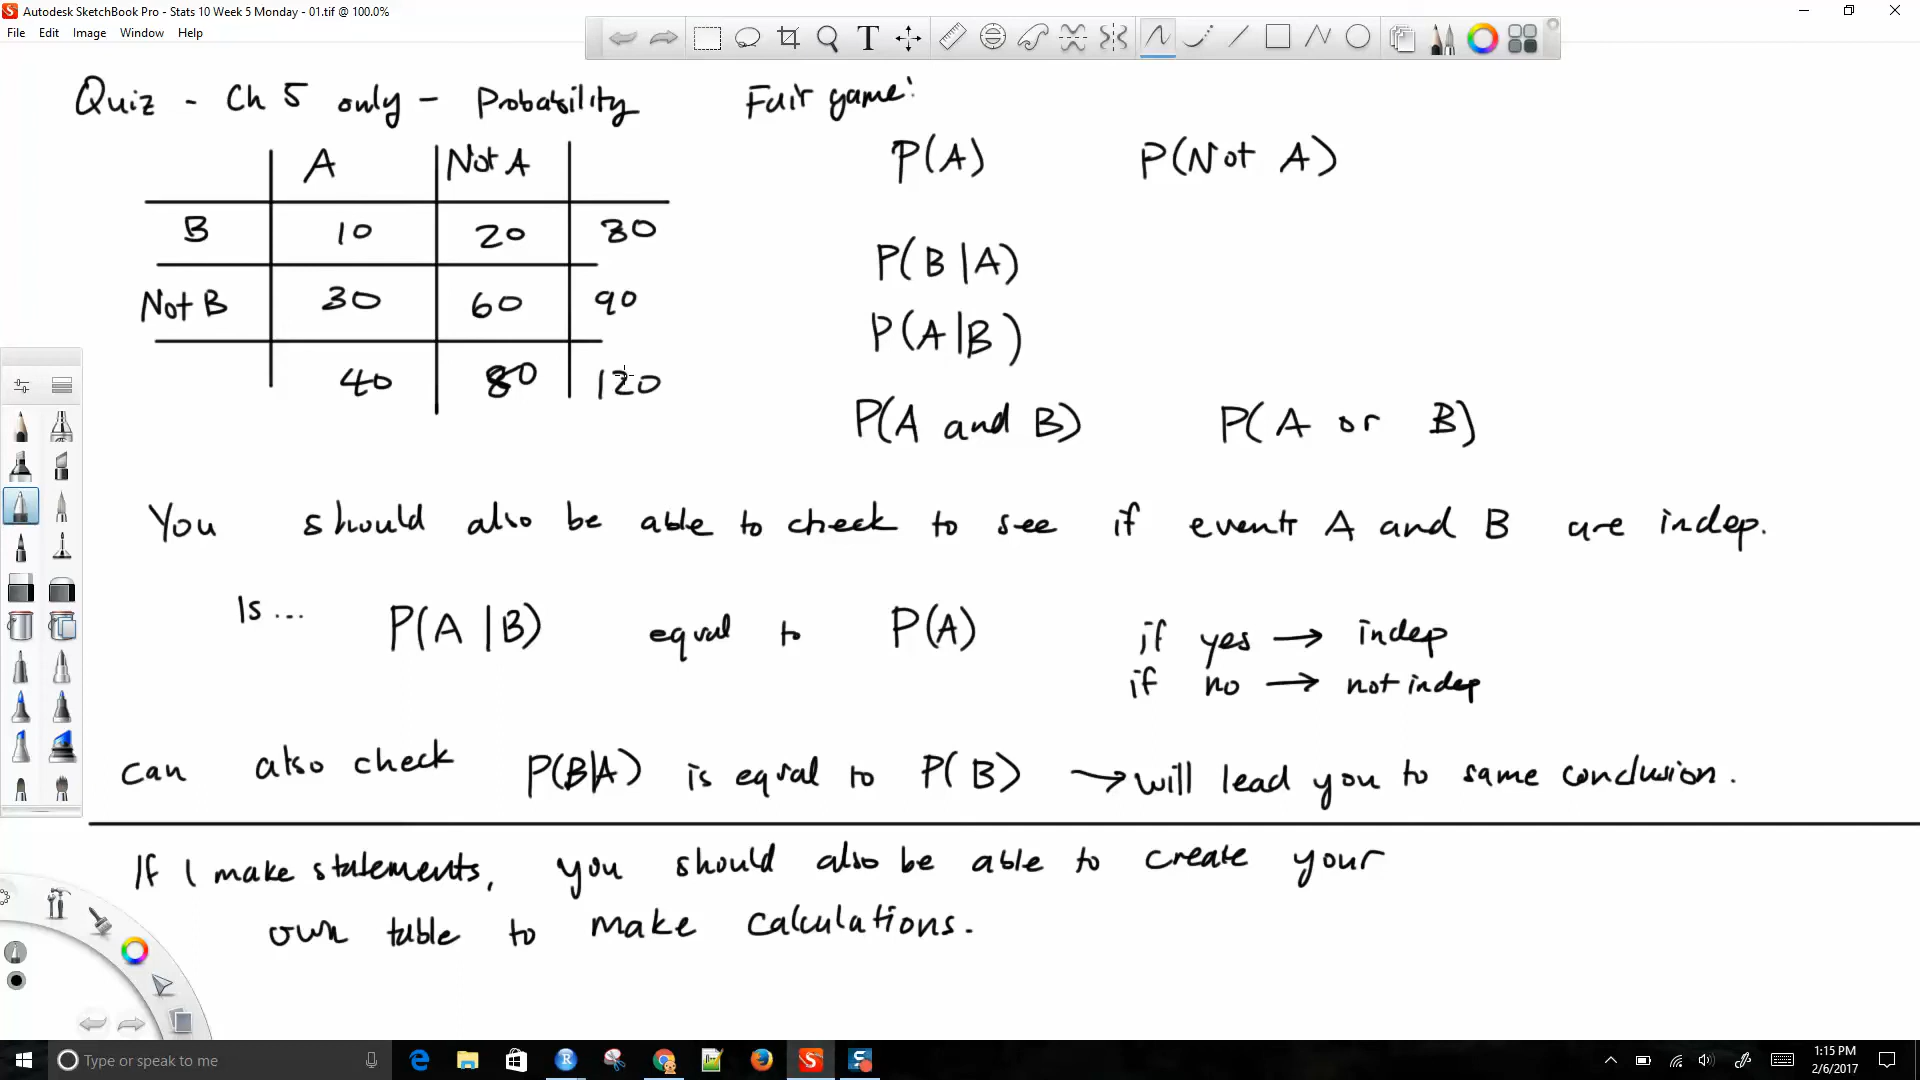 Autodesk SketchBook Pro - Stats 10 Week 5 Monday - 01.tif @ 100.0%
File Edit Image Window Help
Quiz - Ch 5 only - Probability
Fair game:
A Not A
B 10 20 30
Not B 30 60 90
40 80 120
P(A) P(Not A)
P(B|A)
P(A|B)
P(A and B) P(A or B)
You should also be able to check to see if events A and B are indep.
Is ... P(A|B) equal to P(A) if yes → indep
if no → not indep
can also check P(B|A) is equal to P(B) → will lead you to same conclusion.
If I make statements, you should also be able to create your
own table to make calculations.
Type or speak to me
1:15 PM
2/6/2017